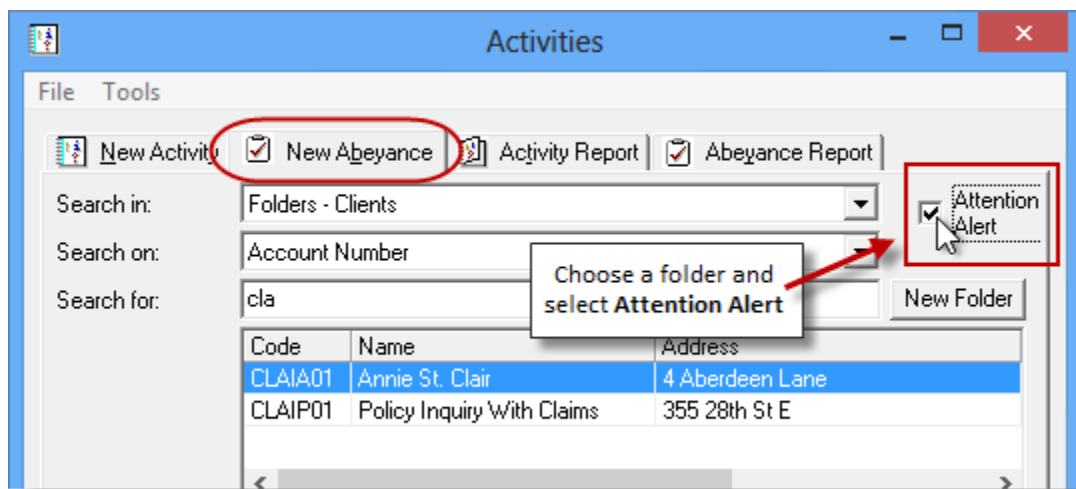 Activities
File Tools
New Activity New Abeyance Activity Report Abeyance Report
Search in: Folders - Clients
Attention
Alert
Search on: Account Number
Choose a folder and
select Attention Alert
Search for: cla
New Folder
Code Name Address
CLAIA01 Annie St. Clair 4 Aberdeen Lane
CLAIP01 Policy Inquiry With Claims 355 28th St E